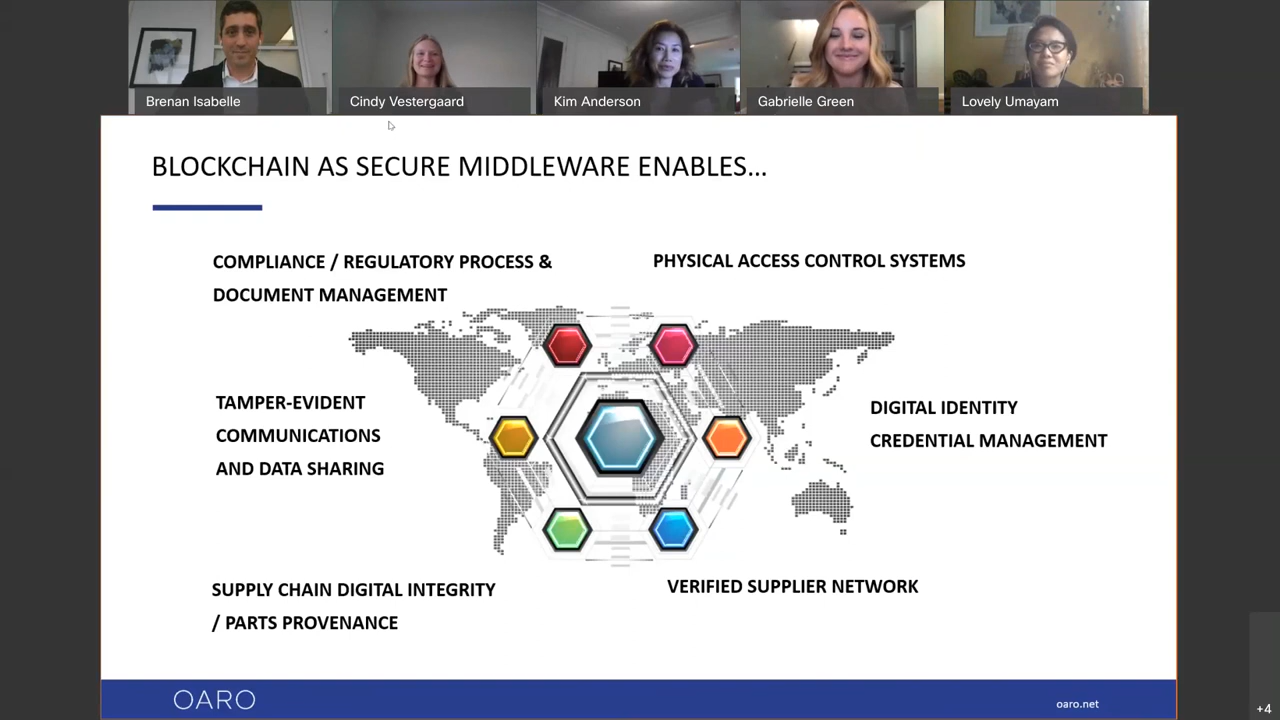 Brenan Isabelle
Cindy Vestergaard
Kim Anderson
Gabrielle Green
Lovely Umayam
BLOCKCHAIN AS SECURE MIDDLEWARE ENABLES...
COMPLIANCE / REGULATORY PROCESS &
DOCUMENT MANAGEMENT
PHYSICAL ACCESS CONTROL SYSTEMS
TAMPER-EVIDENT
COMMUNICATIONS
AND DATA SHARING
DIGITAL IDENTITY
CREDENTIAL MANAGEMENT
SUPPLY CHAIN DIGITAL INTEGRITY
/ PARTS PROVENANCE
VERIFIED SUPPLIER NETWORK
OARO
oaro.net
+4